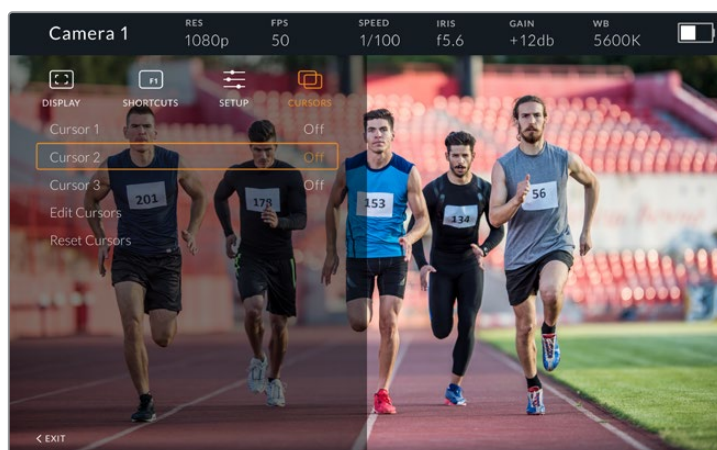 Camera 1
RES FPS SPEED IRIS GAIN WB
1080p 50 1/100 f5.6 +12db 5600K
F1
DISPLAY SHORTCUTS SETUP CURSORS
Cursor 1 Off
Cursor 2 Off
Cursor 3 Off
Edit Cursors
Reset Cursors
201 178 153 134 56
< EXIT